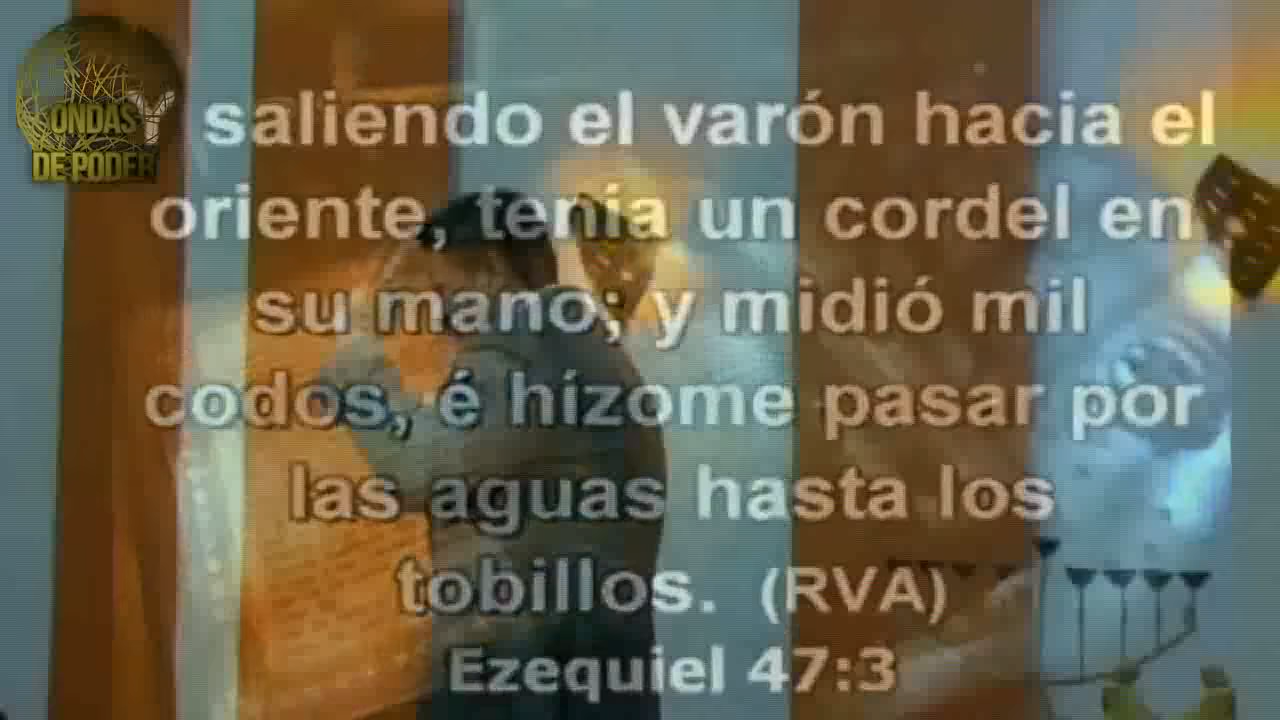 ONDAS
DE PODER
Y saliendo el varón hacia el
oriente, tenía un cordel en
su mano; y midió mil
codos, é hízome pasar por
las aguas hasta los
tobillos. (RVA)
Ezequiel 47:3